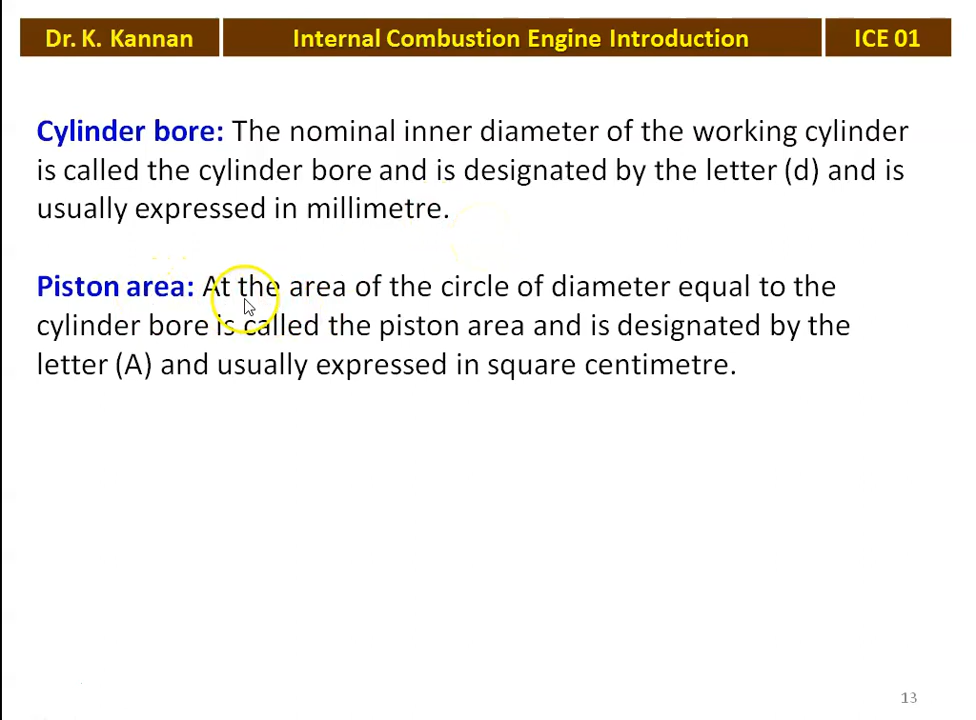 Dr. K. Kannan
Internal Combustion Engine Introduction
ICE 01
Cylinder bore: The nominal inner diameter of the working cylinder
is called the cylinder bore and is designated by the letter (d) and is
usually expressed in millimetre.
Piston area: At the area of the circle of diameter equal to the
cylinder bore is called the piston area and is designated by the
letter (A) and usually expressed in square centimetre.
13